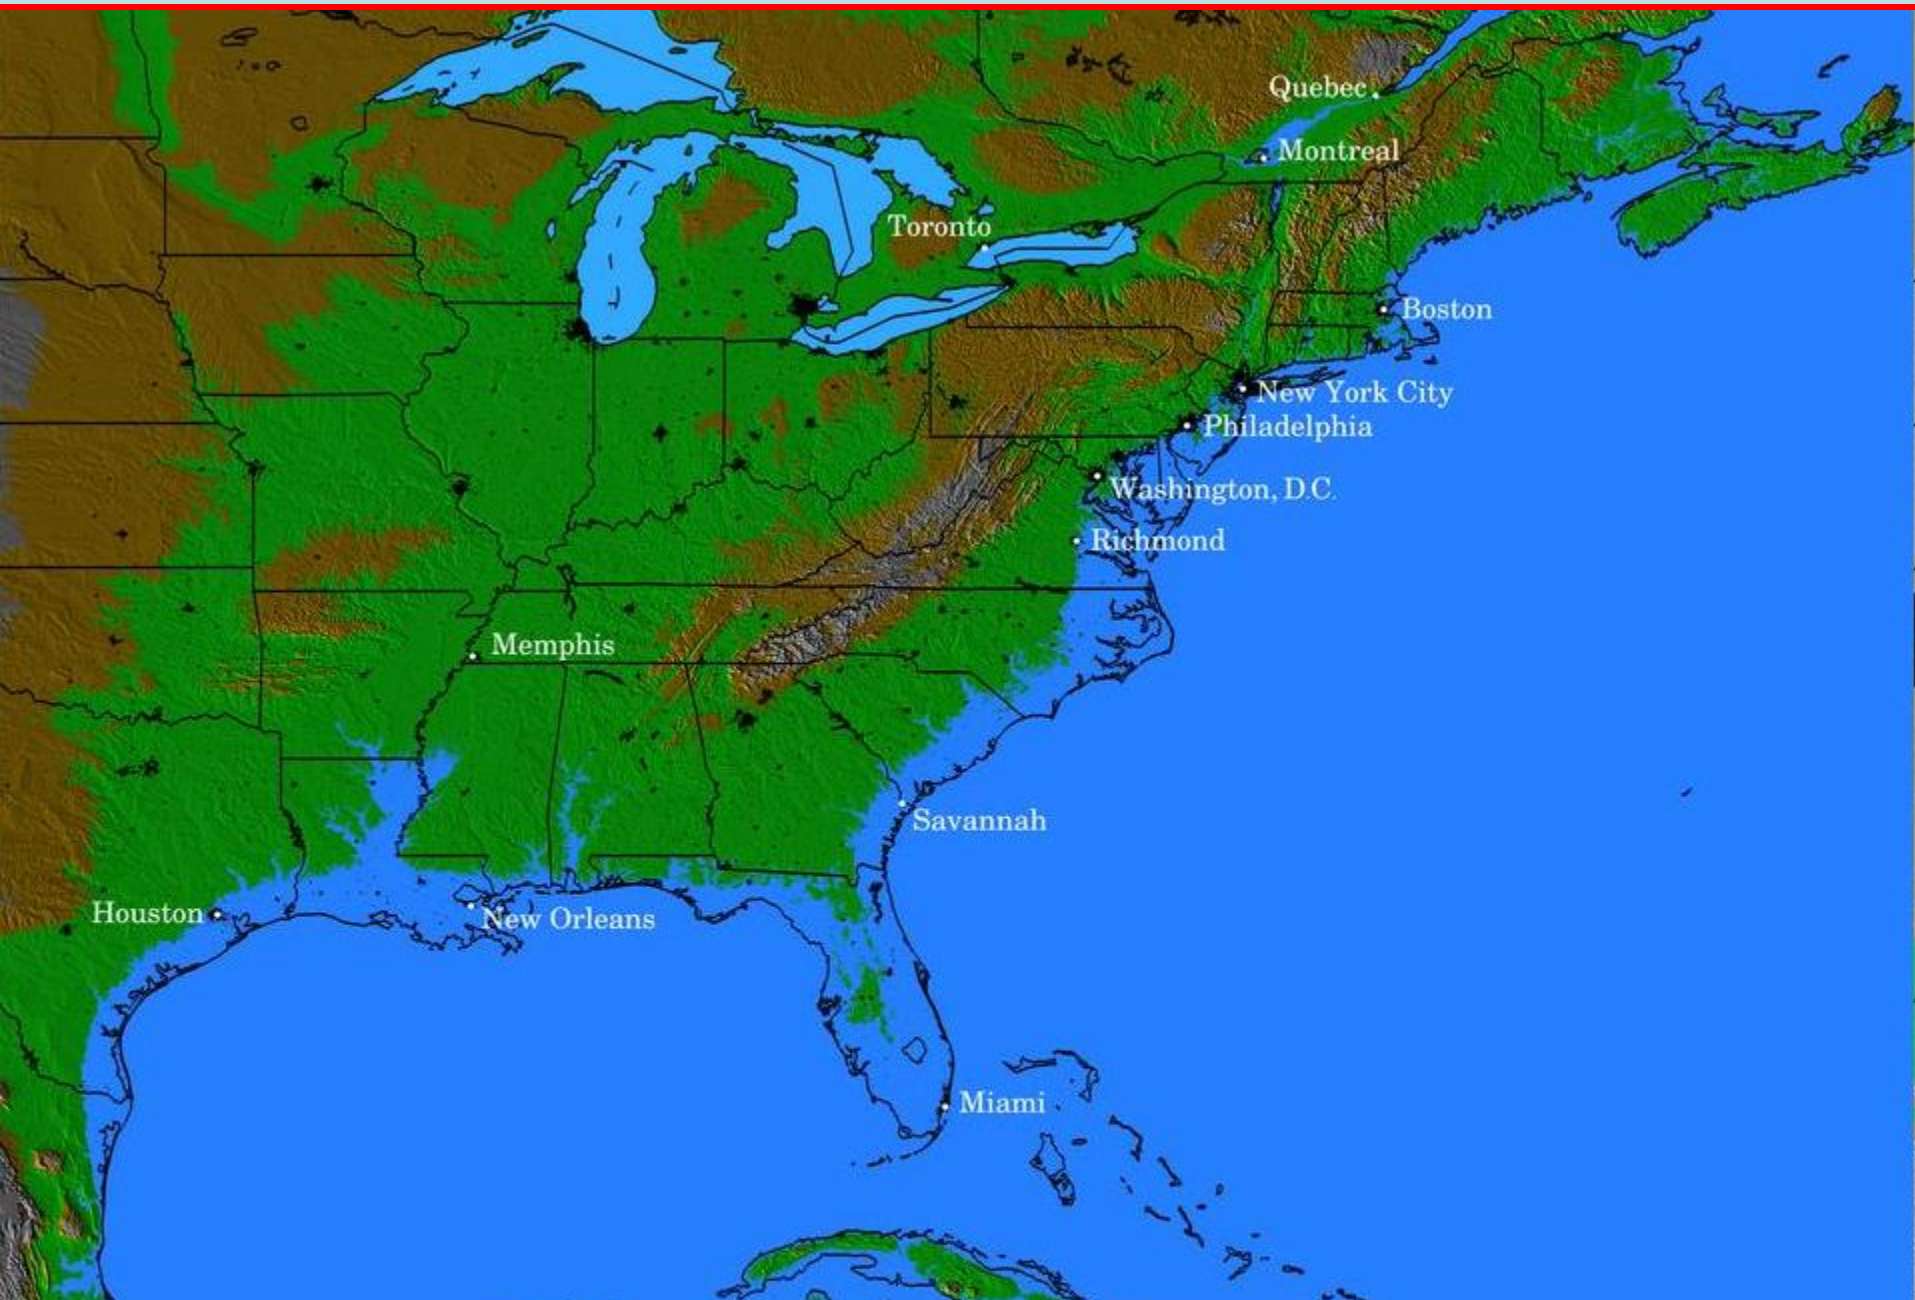 Quebec
Montreal
Toronto
Boston
New York City
Philadelphia
Washington, D.C.
Richmond
Memphis
Savannah
Houston
New Orleans
Miami